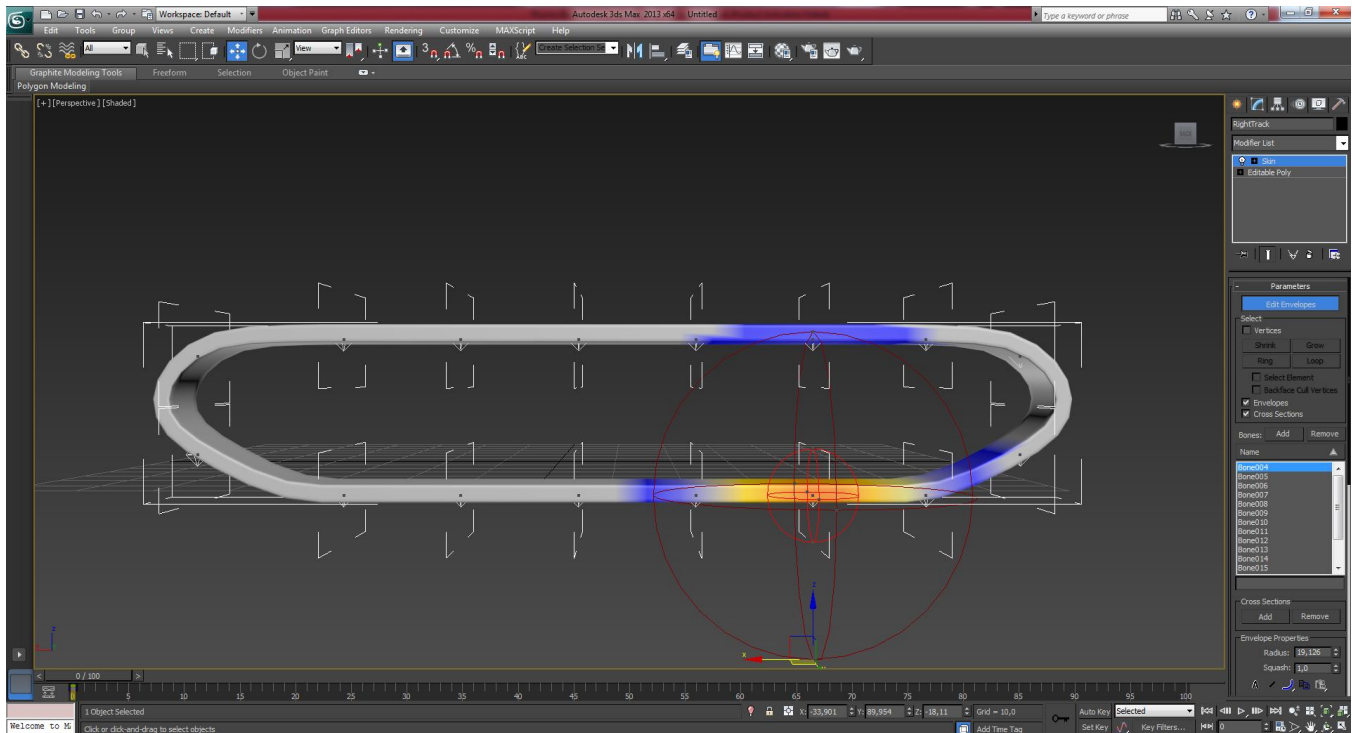 Workspace: Default
Autodesk 3ds Max 2013 x64 Untitled
Type a keyword or phrase
Edit Tools Group Views Create Modifiers Animation Graph Editors Rendering Customize MAXScript Help
All
View
3
ABC
Create Selection Se
Graphite Modeling Tools Freeform Selection Object Paint
Polygon Modeling
[+] [Perspective] [Shaded]
RightTrack
Modifier List
Skin
Editable Poly
- Parameters
Edit Envelopes
Select
Vertices
Shrink Grow
Ring Loop
Select Element
Backface Cull Vertices
Envelopes
Cross Sections
Bones: Add Remove
Name
Bone004
Bone005
Bone006
Bone007
Bone008
Bone009
Bone010
Bone011
Bone012
Bone013
Bone014
Bone015
Cross Sections
Add Remove
Envelope Properties
Radius: 19,126
Squash: 1,0
z
x
z
< 0 / 100 >
0 5 10 15 20 25 30 35 40 45 50 55 60 65 70 75 80 85 90 95 100
1 Object Selected
X: -33,901 Y: 89,954 Z: -18,11 Grid = 10,0
Auto Key Selected
Welcome to M
Click or click-and-drag to select objects
Add Time Tag
Set Key Key Filters...
0